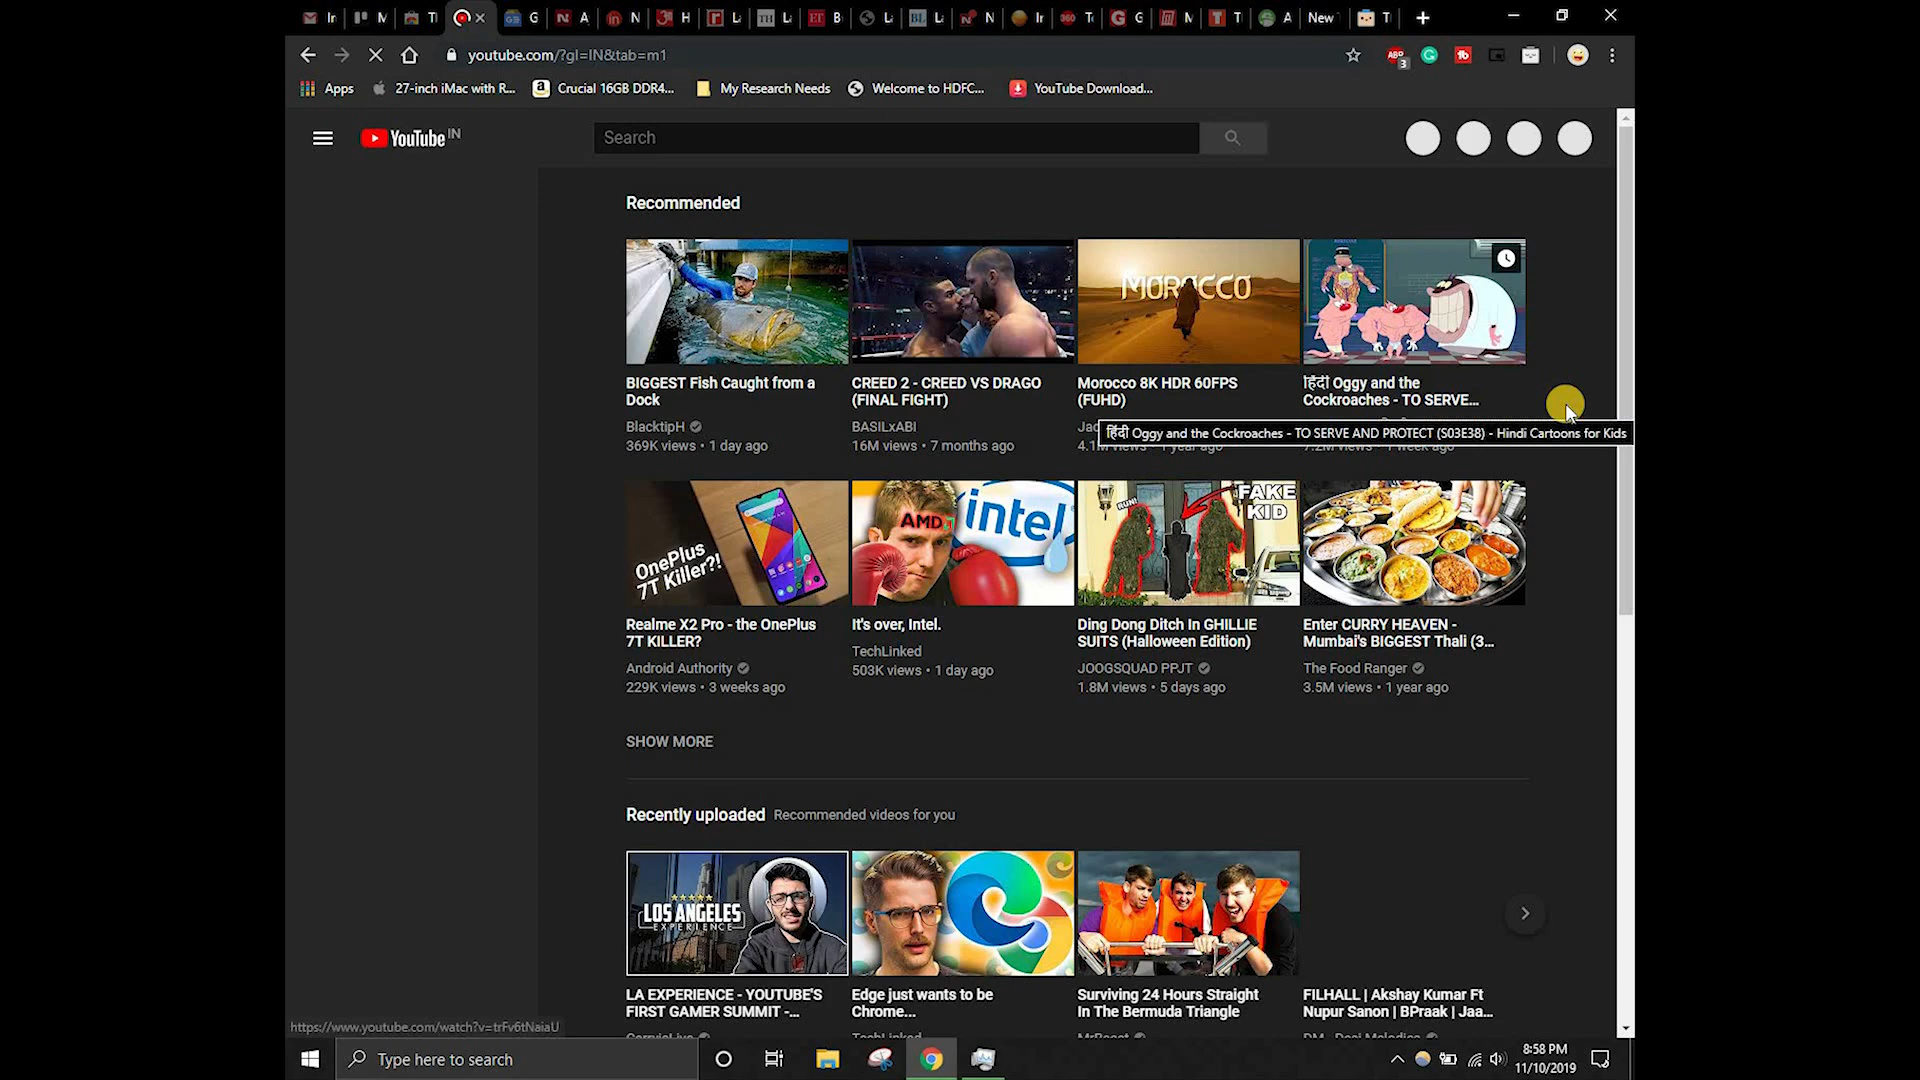 youtube.com/?gl=IN&tab=m1
Apps 27-inch iMac with R... Crucial 16GB DDR4... My Research Needs Welcome to HDFC... YouTube Download...
YouTube IN
Search
Recommended
MOROCCO
BIGGEST Fish Caught from a
Dock
BlacktipH
369K views • 1 day ago
CREED 2 - CREED VS DRAGO
(FINAL FIGHT)
BASILxABI
16M views • 7 months ago
Morocco 8K HDR 60FPS
(FUHD)
हिंदी Oggy and the
Cockroaches - TO SERVE...
हिंदी Oggy and the Cockroaches - TO SERVE AND PROTECT (S03E38) - Hindi Cartoons for Kids
OnePlus
7T Killer?!
AMD
intel
RUN!
FAKE
KID
Realme X2 Pro - the OnePlus
7T KILLER?
Android Authority
229K views • 3 weeks ago
It's over, Intel.
TechLinked
503K views • 1 day ago
Ding Dong Ditch In GHILLIE
SUITS (Halloween Edition)
JOOGSQUAD PPJT
1.8M views • 5 days ago
Enter CURRY HEAVEN -
Mumbai's BIGGEST Thali (3...
The Food Ranger
3.5M views • 1 year ago
SHOW MORE
Recently uploaded Recommended videos for you
LOS ANGELES
EXPERIENCE
LA EXPERIENCE - YOUTUBE'S
FIRST GAMER SUMMIT -...
Edge just wants to be
Chrome...
Surviving 24 Hours Straight
In The Bermuda Triangle
FILHALL | Akshay Kumar Ft
Nupur Sanon | BPraak | Jaa...
https://www.youtube.com/watch?v=trFv6tNaiaU
Type here to search
8:58 PM
11/10/2019